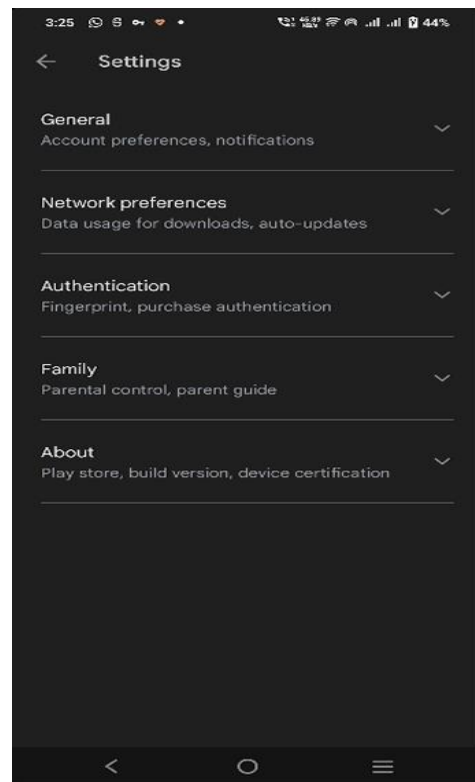 3:25 44%
Settings
General
Account preferences, notifications
Network preferences
Data usage for downloads, auto-updates
Authentication
Fingerprint, purchase authentication
Family
Parental control, parent guide
About
Play store, build version, device certification